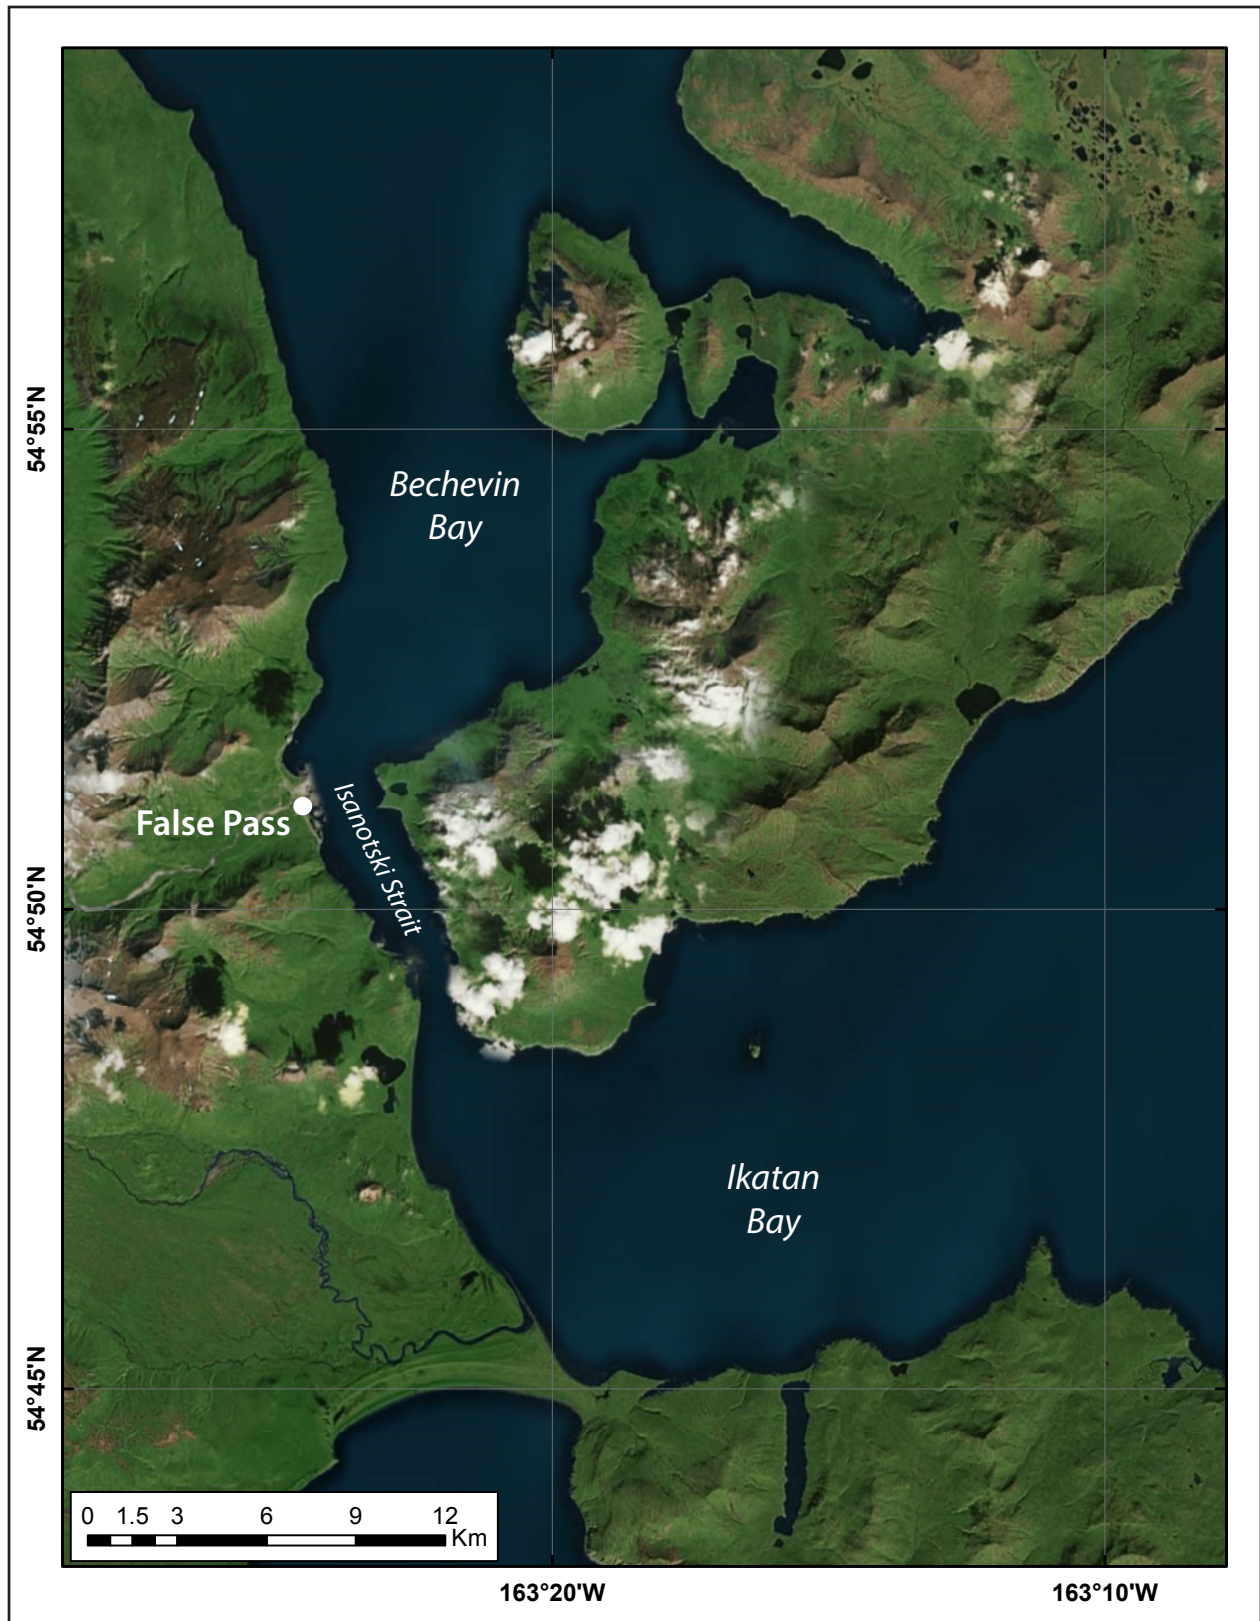 54°55'N
Bechevin
Bay
False Pass
Isanotski Strait
54°50'N
Ikatan
Bay
54°45'N
0 1.5 3 6 9 12
Km
163°20'W 163°10'W